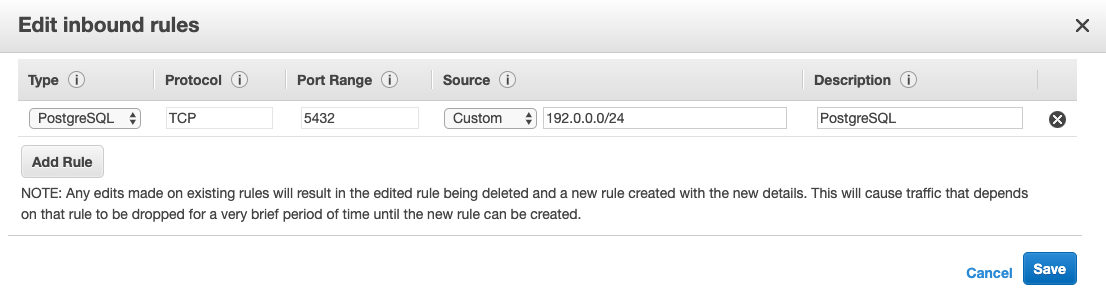 Edit inbound rules
Type Protocol Port Range Source Description
PostgreSQL TCP 5432 Custom 192.0.0.0/24 PostgreSQL
Add Rule
NOTE: Any edits made on existing rules will result in the edited rule being deleted and a new rule created with the new details. This will cause traffic that depends
on that rule to be dropped for a very brief period of time until the new rule can be created.
Cancel Save